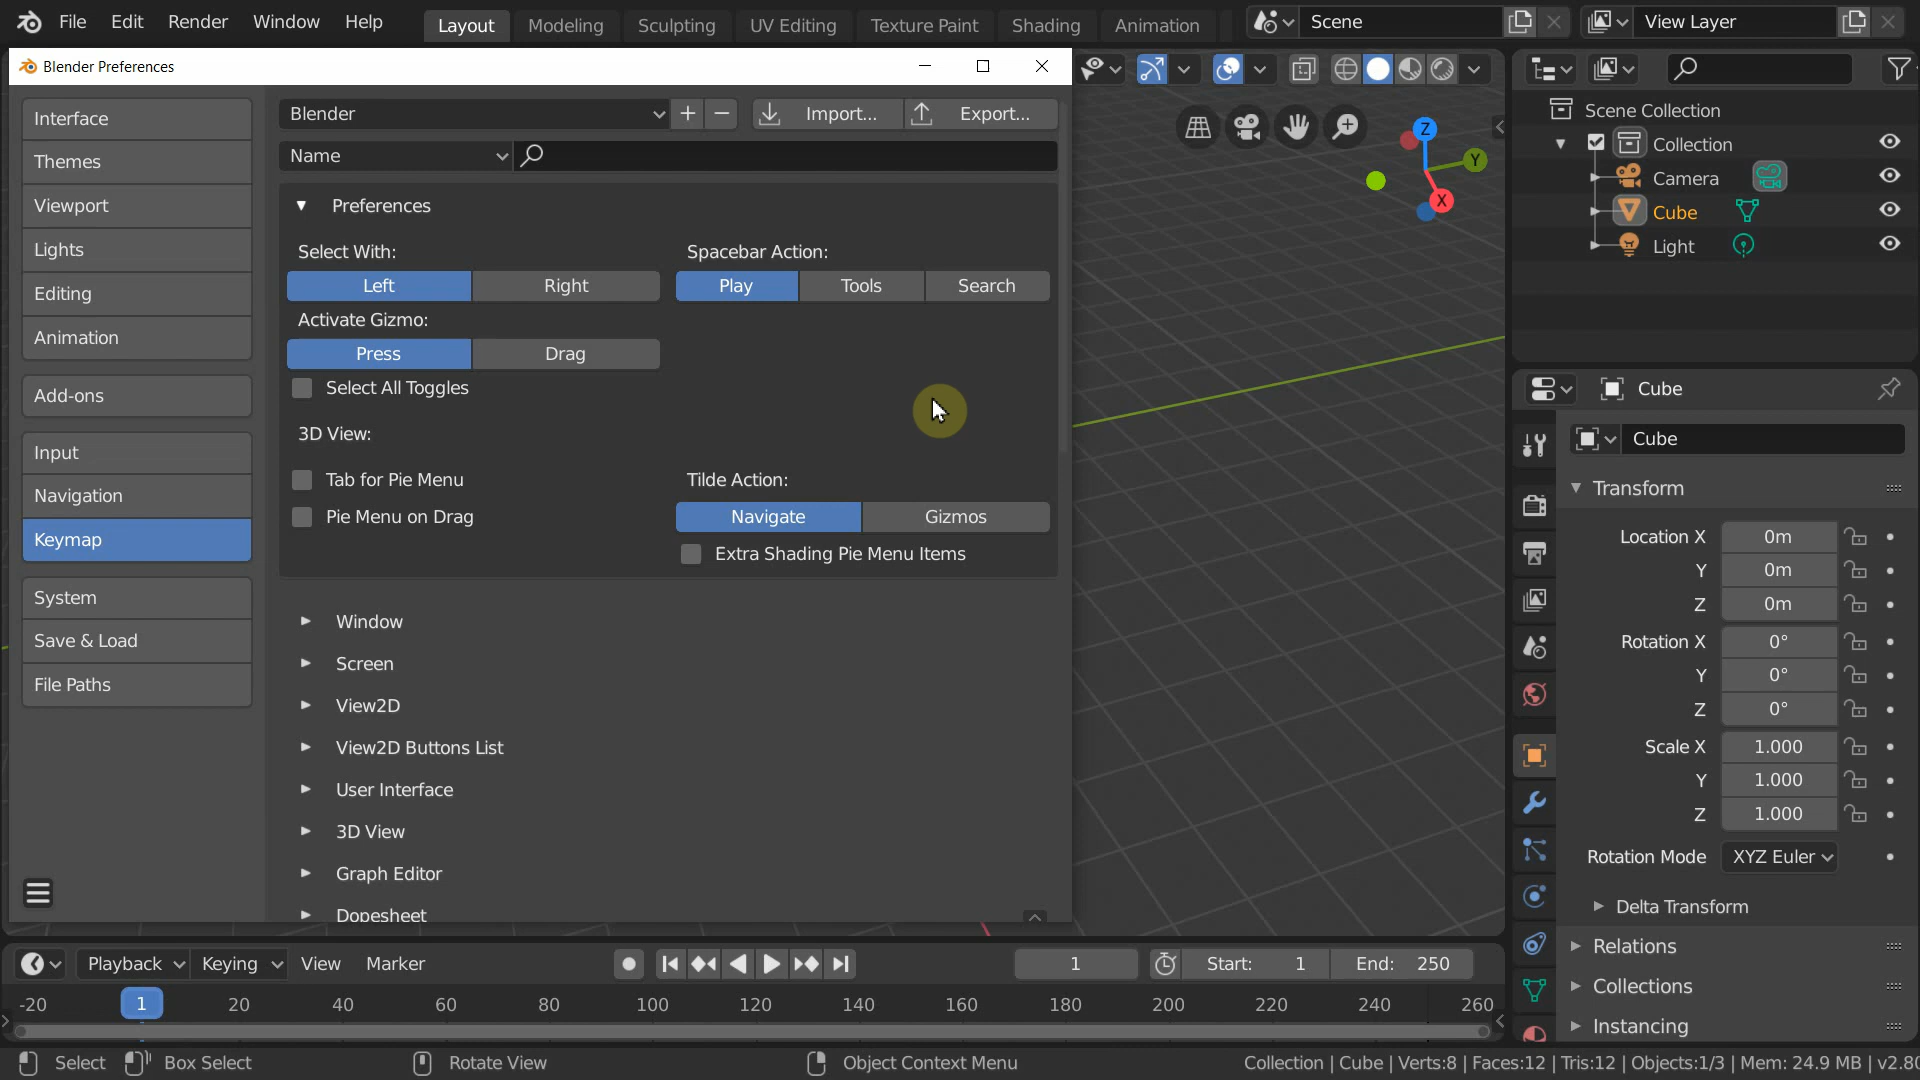 File Edit Render Window Help Layout Modeling Sculpting UV Editing Texture Paint Shading Animation Scene View Layer
Blender Preferences
Interface
Themes
Viewport
Lights
Editing
Animation
Add-ons
Input
Navigation
Keymap
System
Save & Load
File Paths
Blender Import... Export...
Name
Preferences
Select With: Spacebar Action:
Left Right Play Tools Search
Activate Gizmo:
Press Drag
Select All Toggles
3D View:
Tab for Pie Menu Tilde Action:
Pie Menu on Drag Navigate Gizmos
Extra Shading Pie Menu Items
Window
Screen
View2D
View2D Buttons List
User Interface
3D View
Graph Editor
Dopesheet
Z
Y
X
Scene Collection
Collection
Camera
Cube
Light
Cube
Cube
Transform
Location X 0m
Y 0m
Z 0m
Rotation X 0°
Y 0°
Z 0°
Scale X 1.000
Y 1.000
Z 1.000
Rotation Mode XYZ Euler
Delta Transform
Relations
Collections
Instancing
Playback Keying View Marker 1 Start: 1 End: 250
-20 1 20 40 60 80 100 120 140 160 180 200 220 240 260
Select Box Select Rotate View Object Context Menu Collection | Cube | Verts:8 | Faces:12 | Tris:12 | Objects:1/3 | Mem: 24.9 MB | v2.80